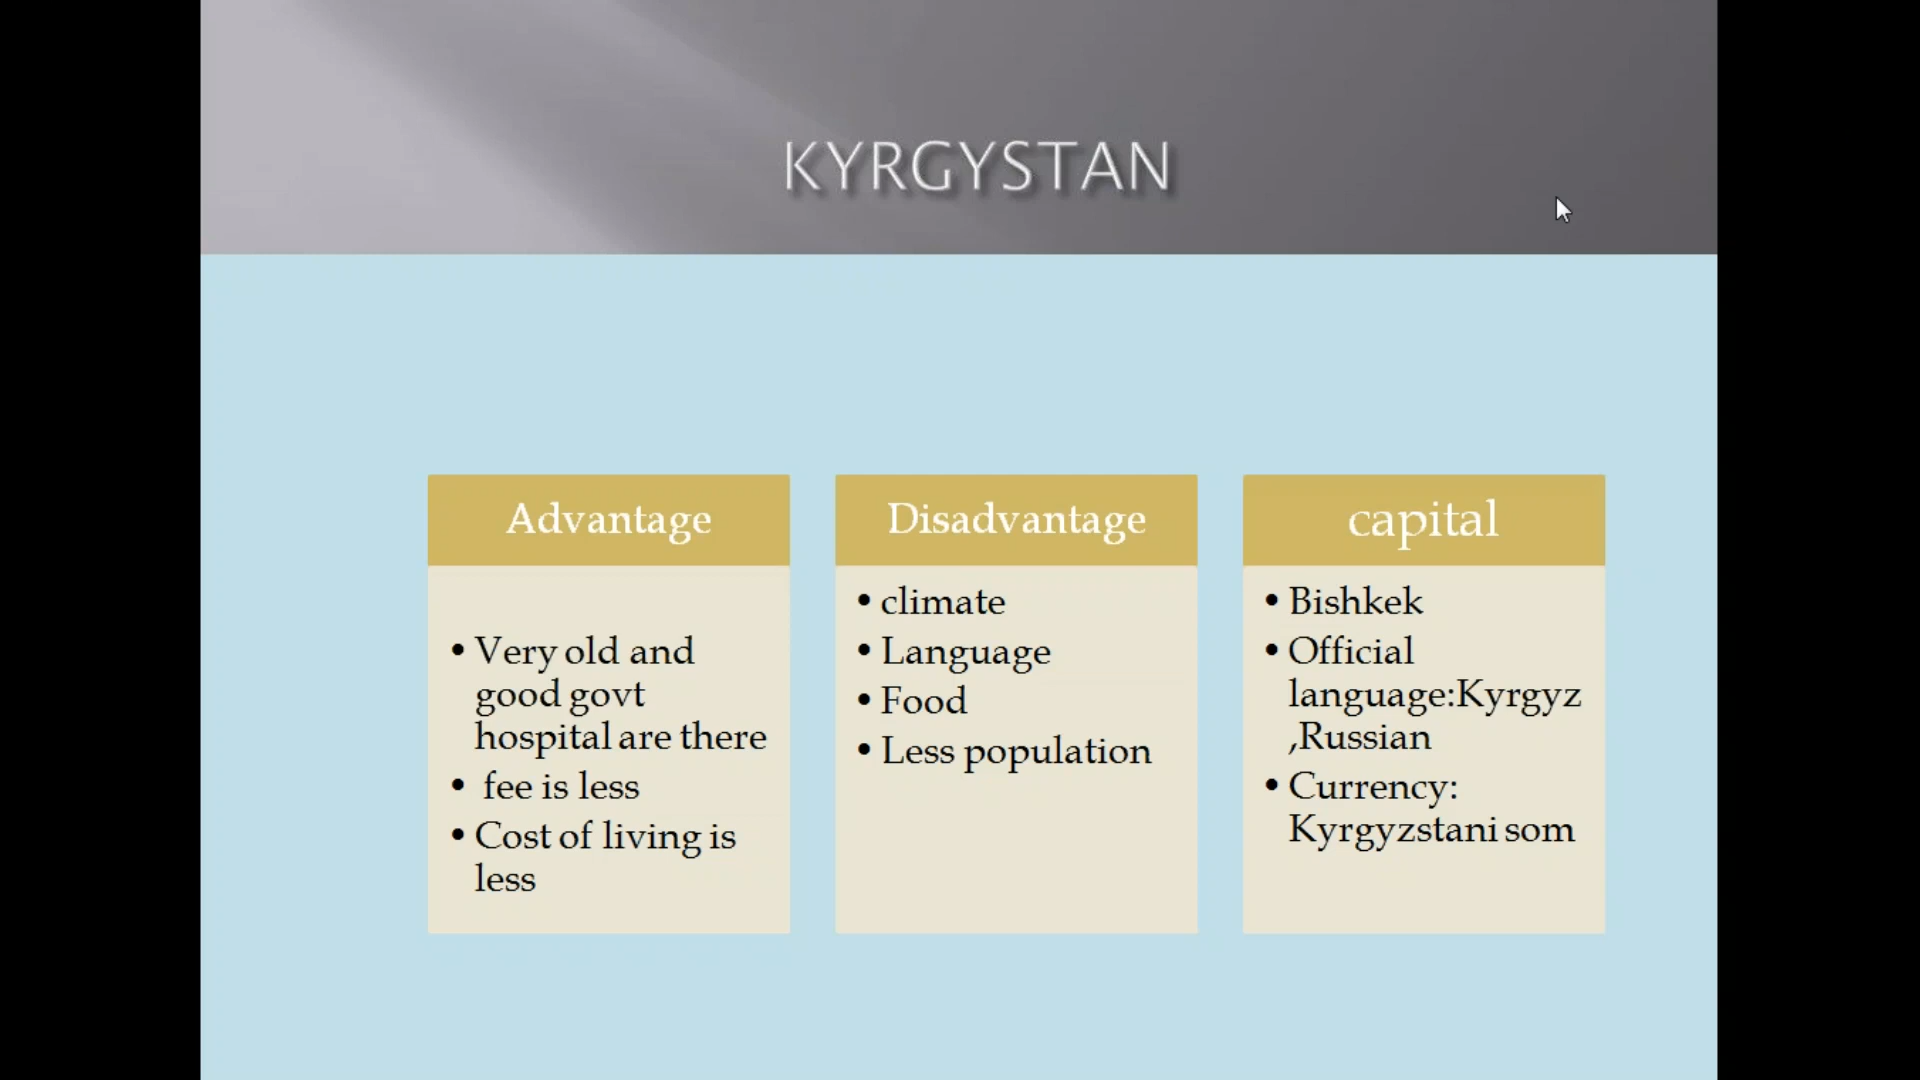 KYRGYSTAN
Advantage
• Very old and
good govt
hospital are there
• fee is less
• Cost of living is
less
Disadvantage
• climate
• Language
• Food
• Less population
capital
• Bishkek
• Official
language:Kyrgyz
,Russian
• Currency:
Kyrgyzstani som